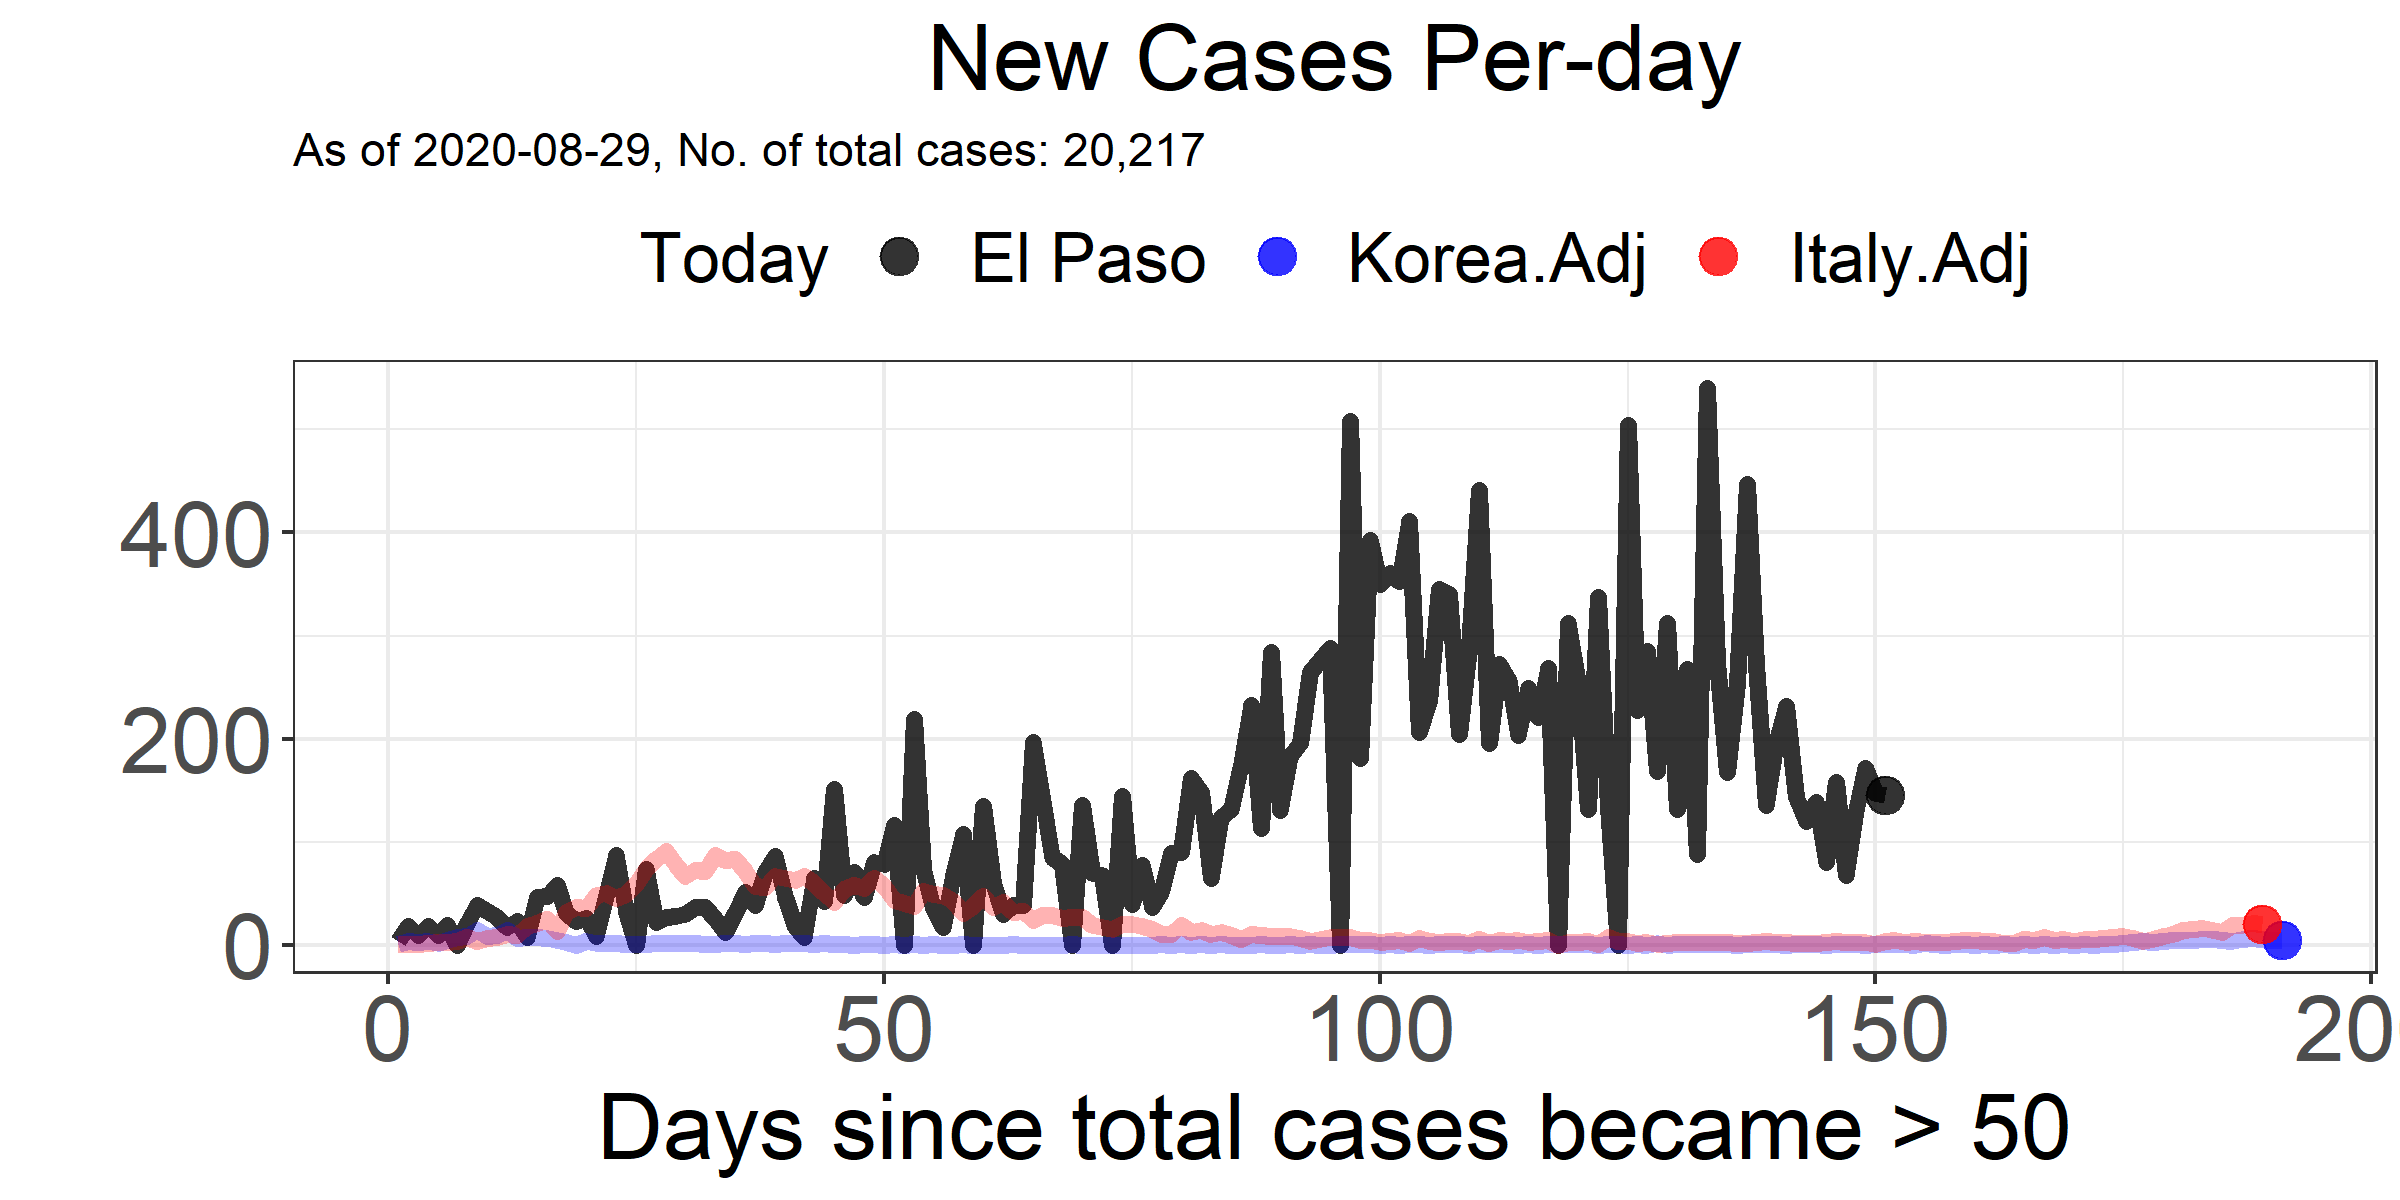 New Cases Per-day
As of 2020-08-29, No. of total cases: 20,217
Today El Paso Korea.Adj Italy.Adj
400
200
0
0 50 100 150 20
Days since total cases became > 50